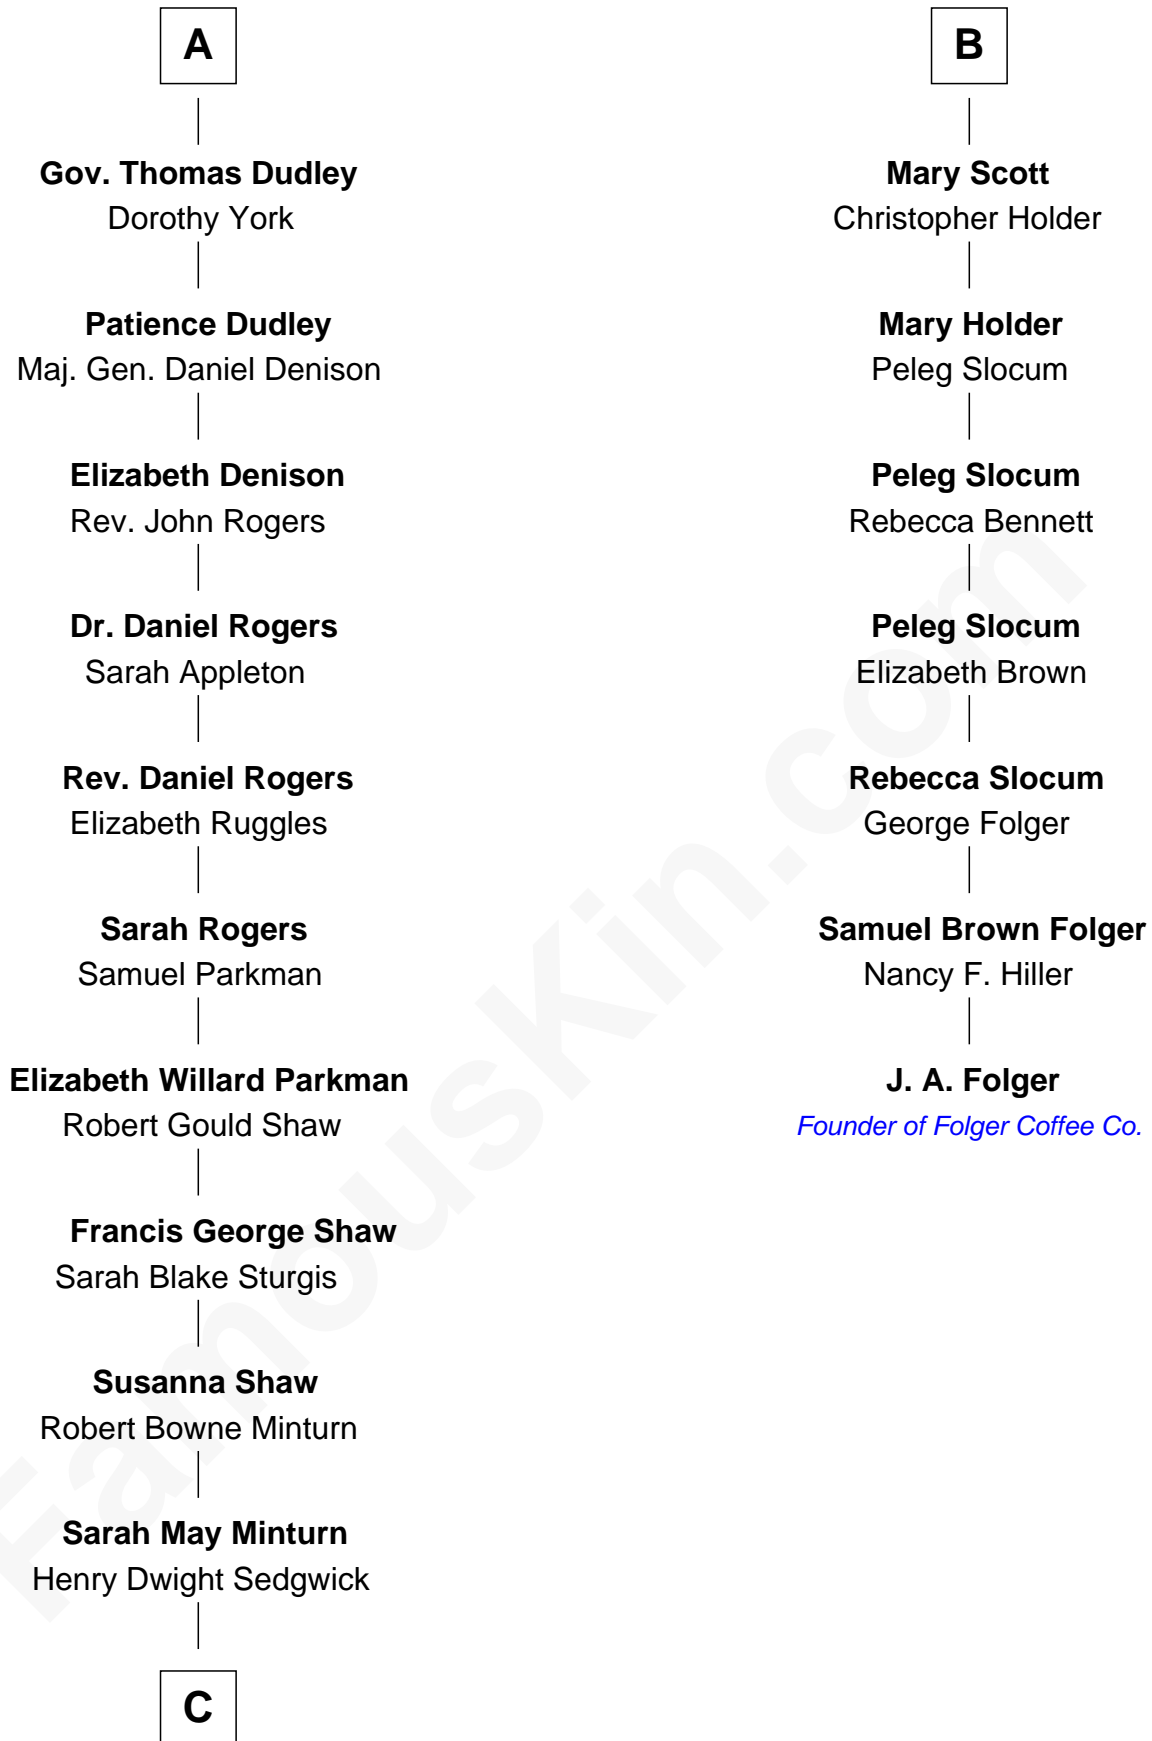 A
Gov. Thomas Dudley
Dorothy York
Patience Dudley
Maj. Gen. Daniel Denison
Elizabeth Denison
Rev. John Rogers
Dr. Daniel Rogers
Sarah Appleton
Rev. Daniel Rogers
Elizabeth Ruggles
Sarah Rogers
Samuel Parkman
Elizabeth Willard Parkman
Robert Gould Shaw
Francis George Shaw
Sarah Blake Sturgis
Susanna Shaw
Robert Bowne Minturn
Sarah May Minturn
Henry Dwight Sedgwick
C
B
Mary Scott
Christopher Holder
Mary Holder
Peleg Slocum
Peleg Slocum
Rebecca Bennett
Peleg Slocum
Elizabeth Brown
Rebecca Slocum
George Folger
Samuel Brown Folger
Nancy F. Hiller
J. A. Folger
Founder of Folger Coffee Co.
FamousKin.com